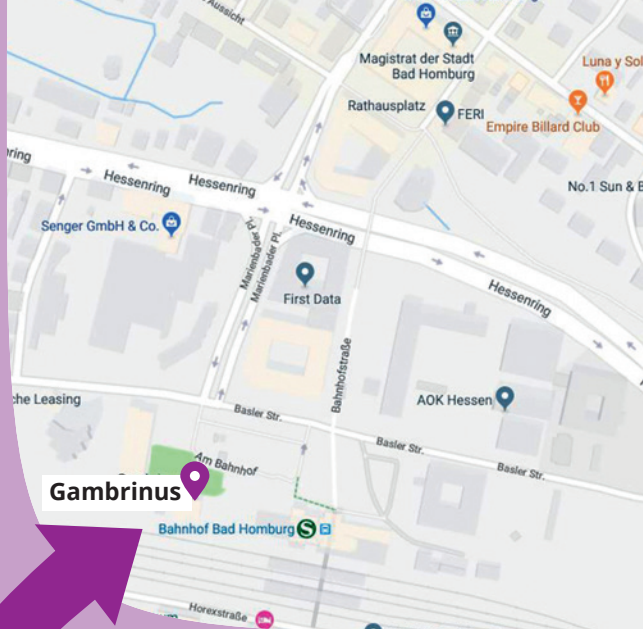 Aussicht
Magistrat der Stadt
Bad Homburg
Luna y Sol
Rathausplatz
FERI
Empire Billard Club
ring
Hessenring
Hessenring
No.1 Sun & B
Senger GmbH & Co.
Hessenring
Marienbader Pl.
Marienbader Pl.
First Data
Hessenring
Bahnhofstraße
che Leasing
AOK Hessen
Basler Str.
Basler Str.
Basler Str.
Am Bahnhof
Gambrinus
Bahnhof Bad Homburg S
Horexstraße